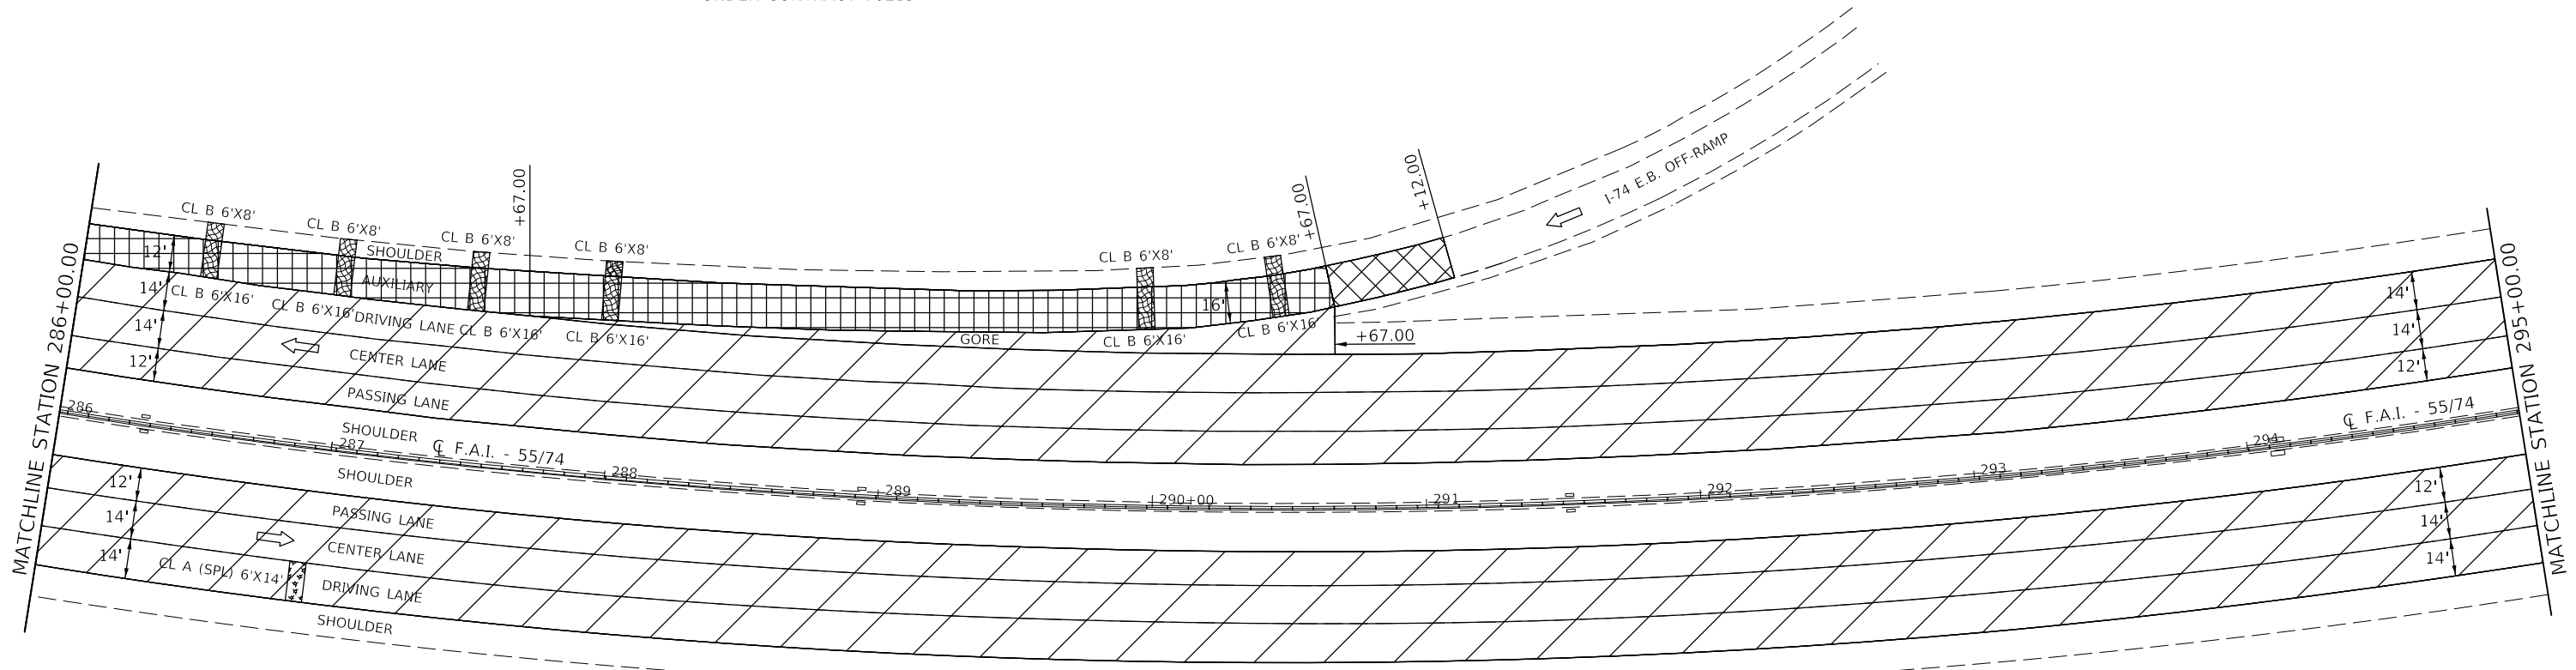 I-74 E.B. OFF-RAMP
+67.00
+67.00
+12.00
CL B 6'X8'
CL B 6'X8'
CL B 6'X8'
CL B 6'X8'
CL B 6'X8'
CL B 6'X8'
MATCHLINE STATION 286+00.00
12'
14'
14'
12'
SHOULDER
AUXILIARY
16'
CL B 6'X16'
CL B 6'X16'
DRIVING LANE
CL B 6'X16'
CL B 6'X16'
GORE
CL B 6'X16'
CL B 6'X16'
+67.00
CENTER LANE
PASSING LANE
14'
14'
12'
MATCHLINE STATION 295+00.00
286
SHOULDER
287
℄ F.A.I. - 55/74
288
289
290+00
291
292
293
294
℄ F.A.I. - 55/74
SHOULDER
12'
14'
14'
PASSING LANE
CENTER LANE
CL A (SPL) 6'X14'
DRIVING LANE
SHOULDER
12'
14'
14'